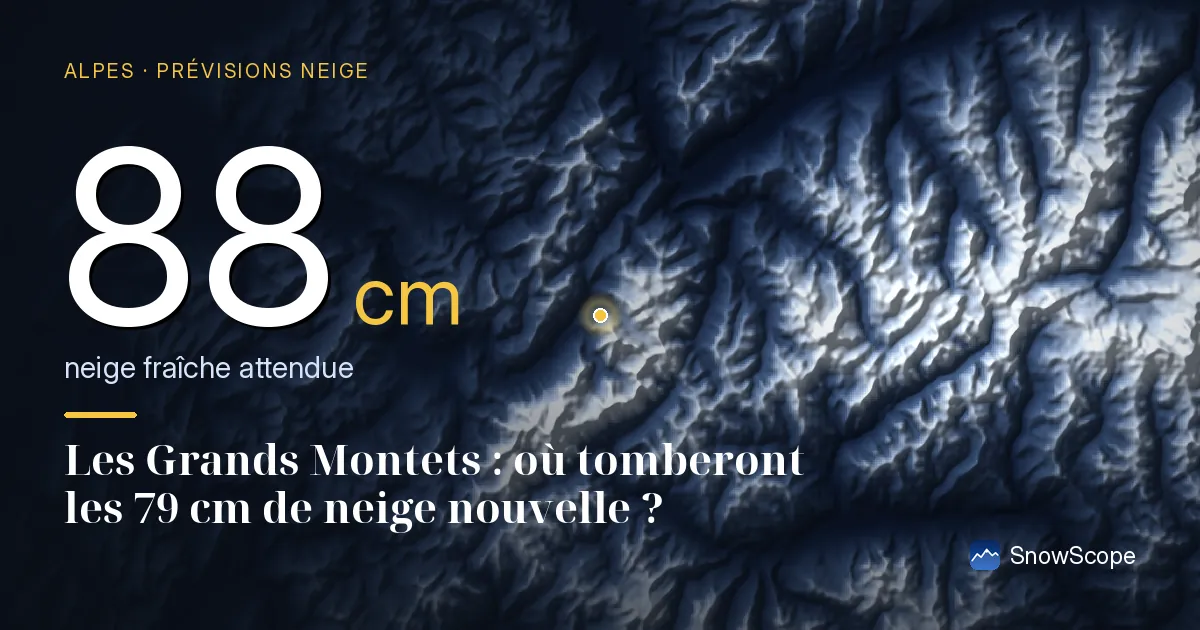 ALPES · PRÉVISIONS NEIGE
88 cm
neige fraîche attendue
Les Grands Montets : où tomberont
les 79 cm de neige nouvelle ?
SnowScope